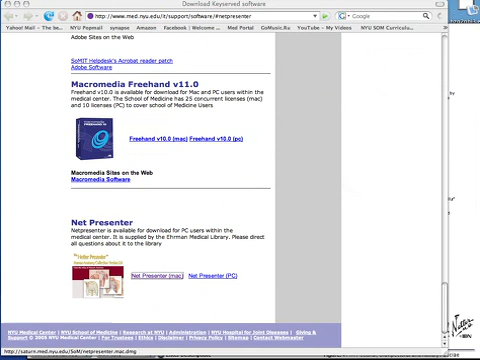 Download Keyserved software
http://www.med.nyu.edu/it/support/software/#netpresenter
Google
Yahoo! Mail - The b... NYU Popmail synapse Amazon Facebook NYU Home Med Portal GoMusic.Ru YouTube - My Videos NYU SOM Curricula...
Adobe Sites on the Web
SoMIT Helpdesk's Acrobat reader patch
Adobe Software
Macromedia Freehand v11.0
Freehand v10.0 is available for download for Mac and PC users within the
medical center. The School of Medicine has 25 concurrent licenses (mac)
and 10 licenses (PC) to cover school of Medicine Users
Freehand v10.0 (mac) Freehand v10.0 (pc)
Macromedia Sites on the Web
Macromedia Software
Net Presenter
Netpresenter is available for download for PC users within the
medical center. It is supplied by the Ehrman Medical Library. Please direct
all questions about it to the library
Netter Presenter
Net Presenter (mac) Net Presenter (PC)
NYU Medical Center | NYU School of Medicine | Research at NYU | Administration | NYU Hospital for Joint Diseases | Giving &
Support © 2005 NYU Medical Center | For Trustees | Ethics | Disclaimer | Privacy Policy | Sitemap | Contact Webmaster
http://saturn.med.nyu.edu/SoM/netpresenter.mac.dmg